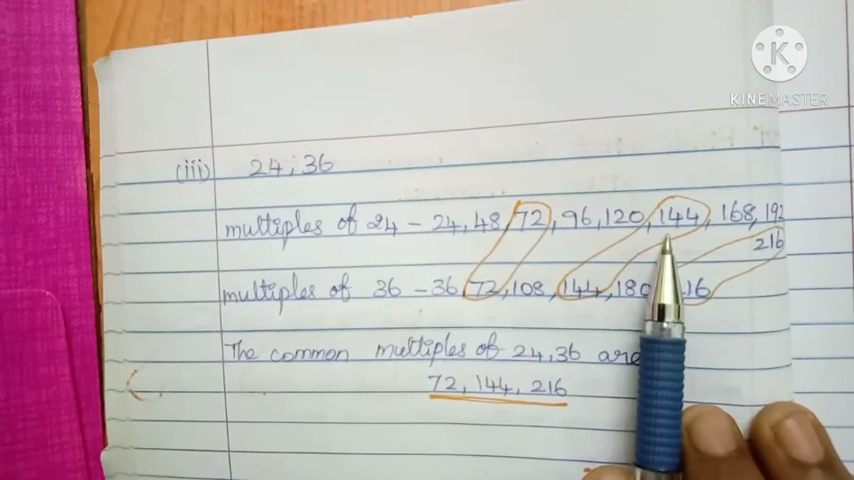 K
KINEMASTER
(iii) 24, 36
multiples of 24 - 24, 48, 72, 96, 120, 144, 168, 192
216
multiples of 36 - 36, 72, 108, 144, 180 16
The common multiples of 24, 36 are
72, 144, 216